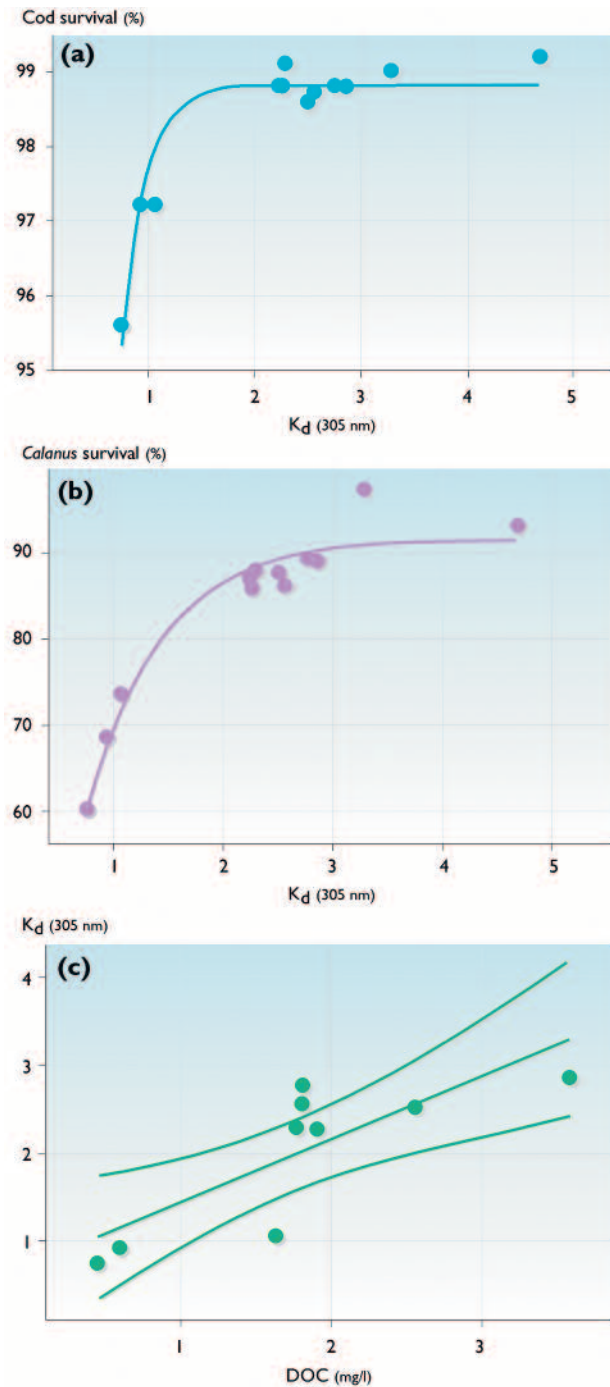 Cod survival (%)
(a)
99
98
97
96
95
1 2 3 4 5
Kd (305 nm)
Calanus survival (%)
(b)
90
80
70
60
1 2 3 4 5
Kd (305 nm)
Kd (305 nm)
(c)
4
3
2
1
1 2 3
DOC (mg/l)